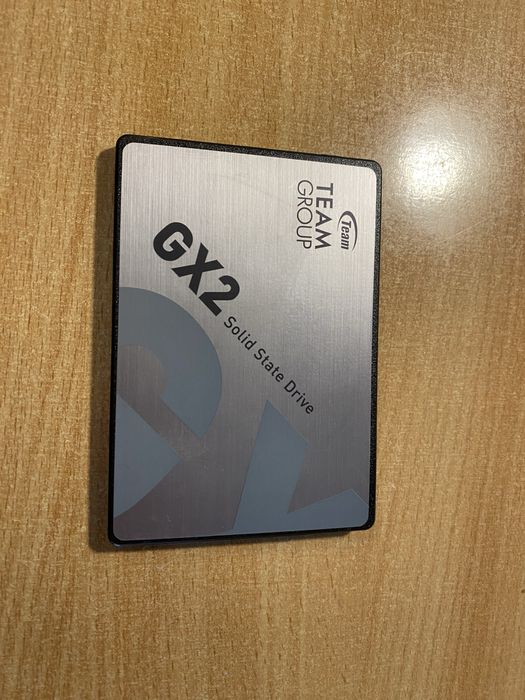 Team
TEAM
GROUP
GX2
Solid State Drive